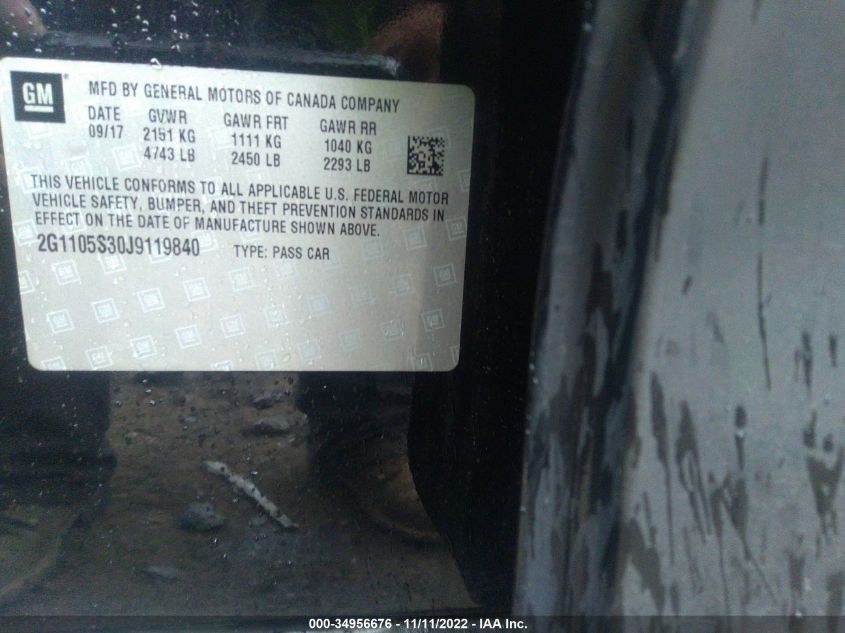 GM
MFD BY GENERAL MOTORS OF CANADA COMPANY
DATE GVWR GAWR FRT GAWR RR
09/17 2151 KG 1111 KG 1040 KG
4743 LB 2450 LB 2293 LB
THIS VEHICLE CONFORMS TO ALL APPLICABLE U.S. FEDERAL MOTOR
VEHICLE SAFETY, BUMPER, AND THEFT PREVENTION STANDARDS IN
EFFECT ON THE DATE OF MANUFACTURE SHOWN ABOVE.
2G1105S30J9119840 TYPE: PASS CAR
000-34956676 - 11/11/2022 - IAA Inc.